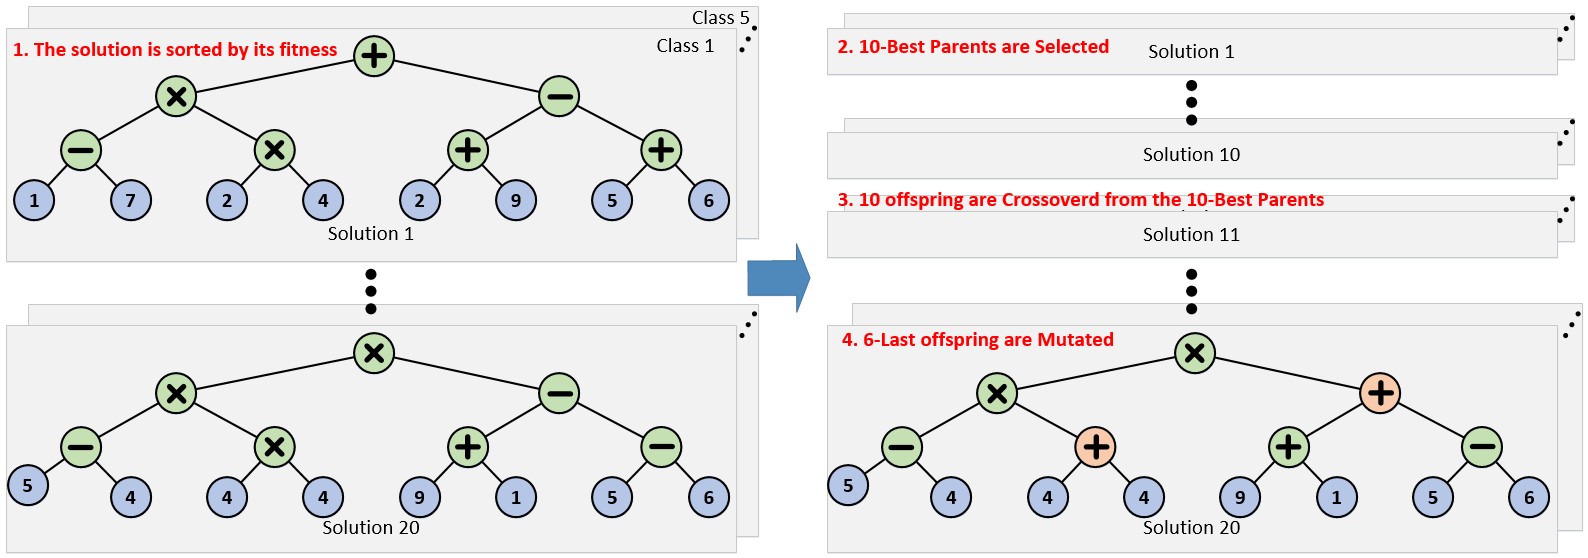 Class 5
1. The solution is sorted by its fitness
Class 1
+
× −
− × + +
1 7 2 4 2 9 5 6
Solution 1
×
× −
− × + −
5 4 4 4 9 1 5 6
Solution 20
2. 10-Best Parents are Selected
Solution 1
Solution 10
3. 10 offspring are Crossoverd from the 10-Best Parents
Solution 11
4. 6-Last offspring are Mutated
×
× +
− + + −
5 4 4 4 9 1 5 6
Solution 20